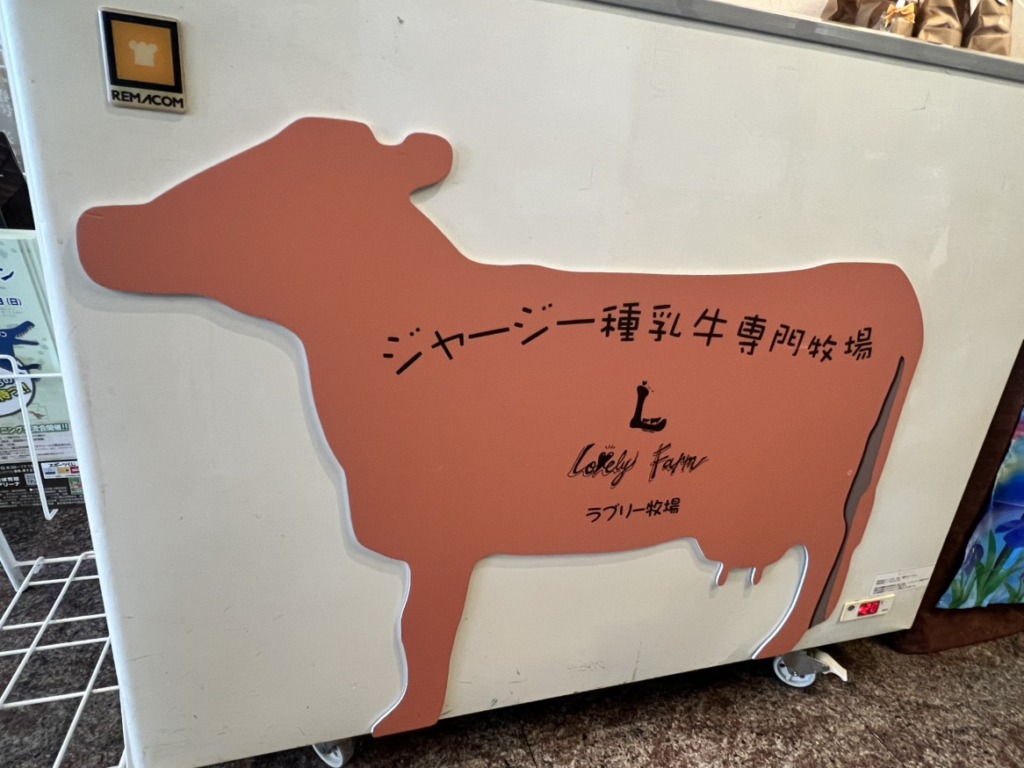 REMACOM
ジャージー種乳牛専門牧場
L
Lovely Farm
ラブリー牧場
(日)